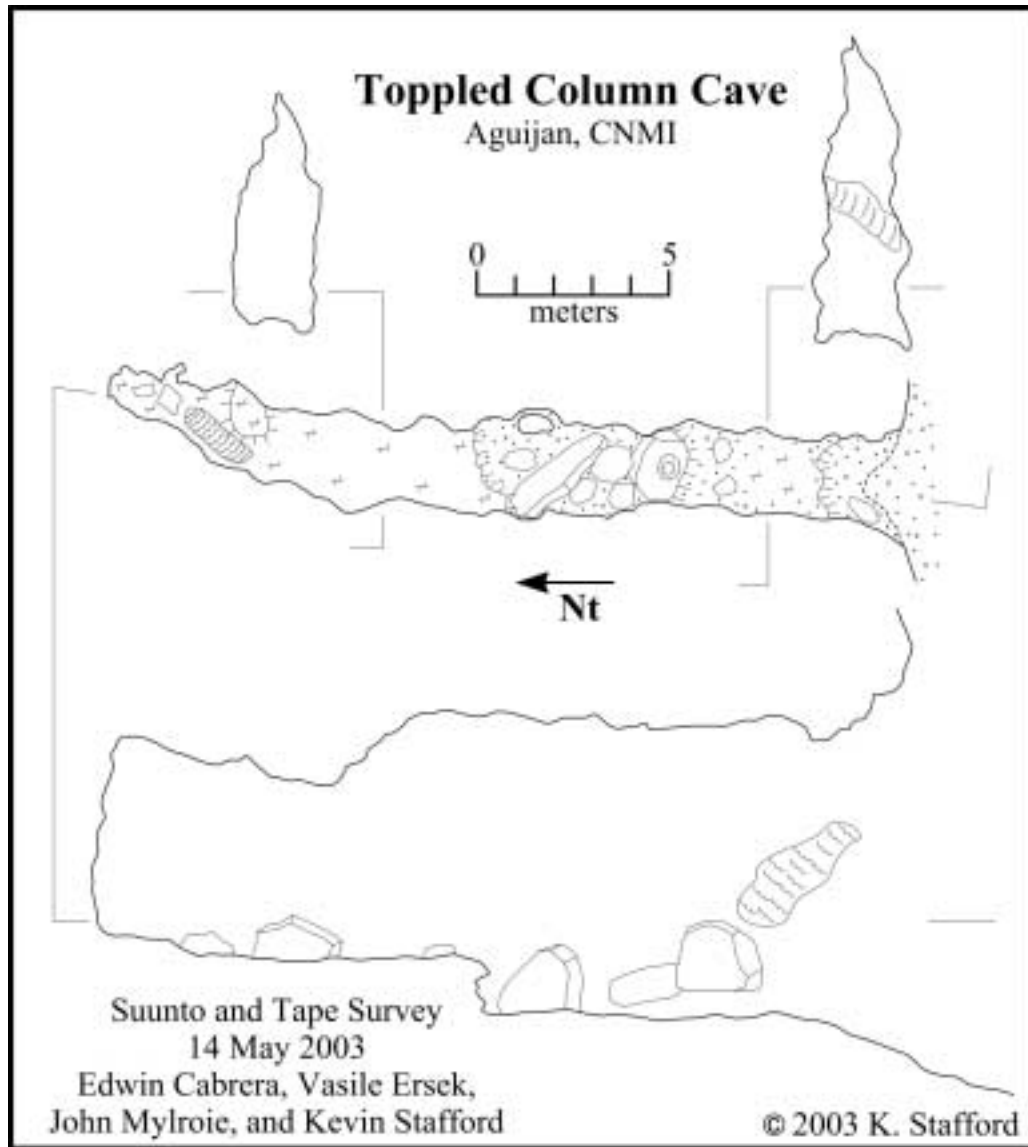 Toppled Column Cave
Aguijan, CNMI
0 5
meters
Nt
Suunto and Tape Survey
14 May 2003
Edwin Cabrera, Vasile Ersek,
John Mylroie, and Kevin Stafford
© 2003 K. Stafford